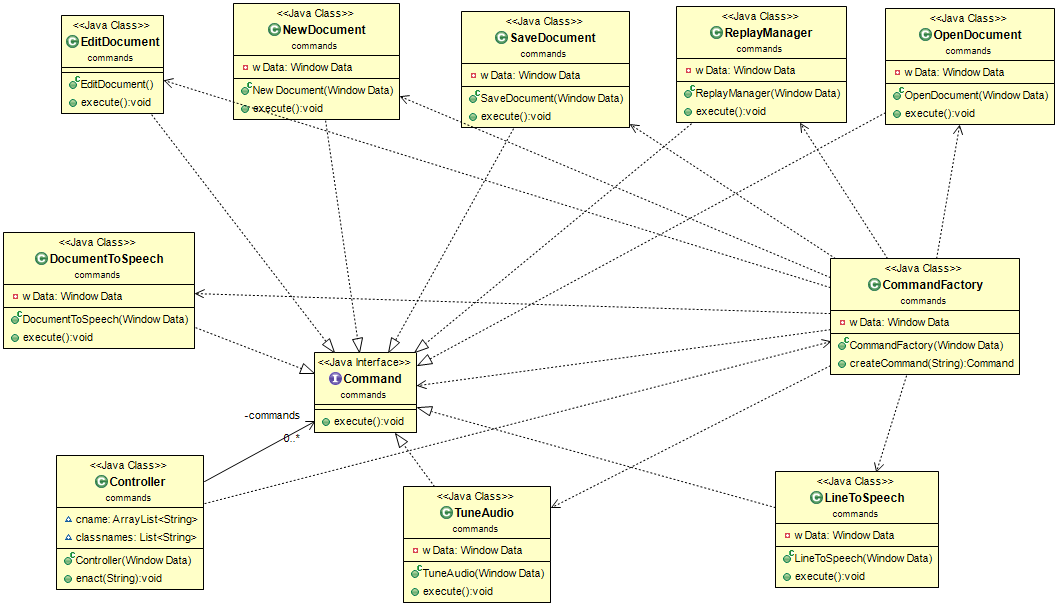 <<Java Class>>
EditDocument
commands
EditDocument()
execute():void
<<Java Class>>
NewDocument
commands
w Data: Window Data
New Document(Window Data)
execute():void
<<Java Class>>
SaveDocument
commands
w Data: Window Data
SaveDocument(Window Data)
execute():void
<<Java Class>>
ReplayManager
commands
w Data: Window Data
ReplayManager(Window Data)
execute():void
<<Java Class>>
OpenDocument
commands
w Data: Window Data
OpenDocument(Window Data)
execute():void
<<Java Class>>
DocumentToSpeech
commands
w Data: Window Data
DocumentToSpeech(Window Data)
execute():void
<<Java Class>>
CommandFactory
commands
w Data: Window Data
CommandFactory(Window Data)
createCommand(String):Command
<<Java Interface>>
Command
commands
execute():void
-commands
0..*
<<Java Class>>
Controller
commands
cname: ArrayList<String>
classnames: List<String>
Controller(Window Data)
enact(String):void
<<Java Class>>
TuneAudio
commands
w Data: Window Data
TuneAudio(Window Data)
execute():void
<<Java Class>>
LineToSpeech
commands
w Data: Window Data
LineToSpeech(Window Data)
execute():void